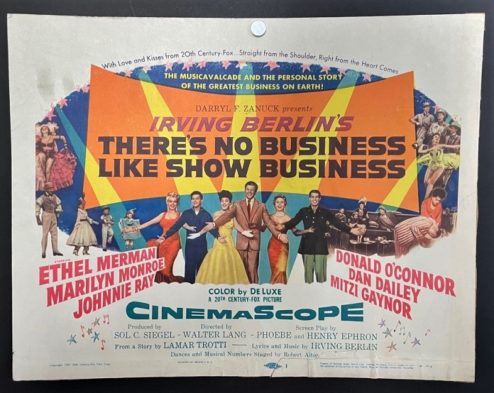 With Love and Kisses from 20th Century-Fox...Straight from the Shoulder, Right from the Heart Comes
THE MUSICAVALCADE AND THE PERSONAL STORY
OF THE GREATEST BUSINESS ON EARTH!
DARRYL F. ZANUCK presents
IRVING BERLIN'S
THERE'S NO BUSINESS
LIKE SHOW BUSINESS
ETHEL MERMAN
MARILYN MONROE
JOHNNIE RAY
DONALD O'CONNOR
DAN DAILEY
MITZI GAYNOR
COLOR by DE LUXE
A 20TH CENTURY-FOX PICTURE
CINEMASCOPE
Produced by Directed by Screen Play by
SOL C. SIEGEL - WALTER LANG - PHOEBE and HENRY EPHRON
From a Story by LAMAR TROTTI — Lyrics and Music by IRVING BERLIN
Dances and Musical Numbers Staged by Robert Alton